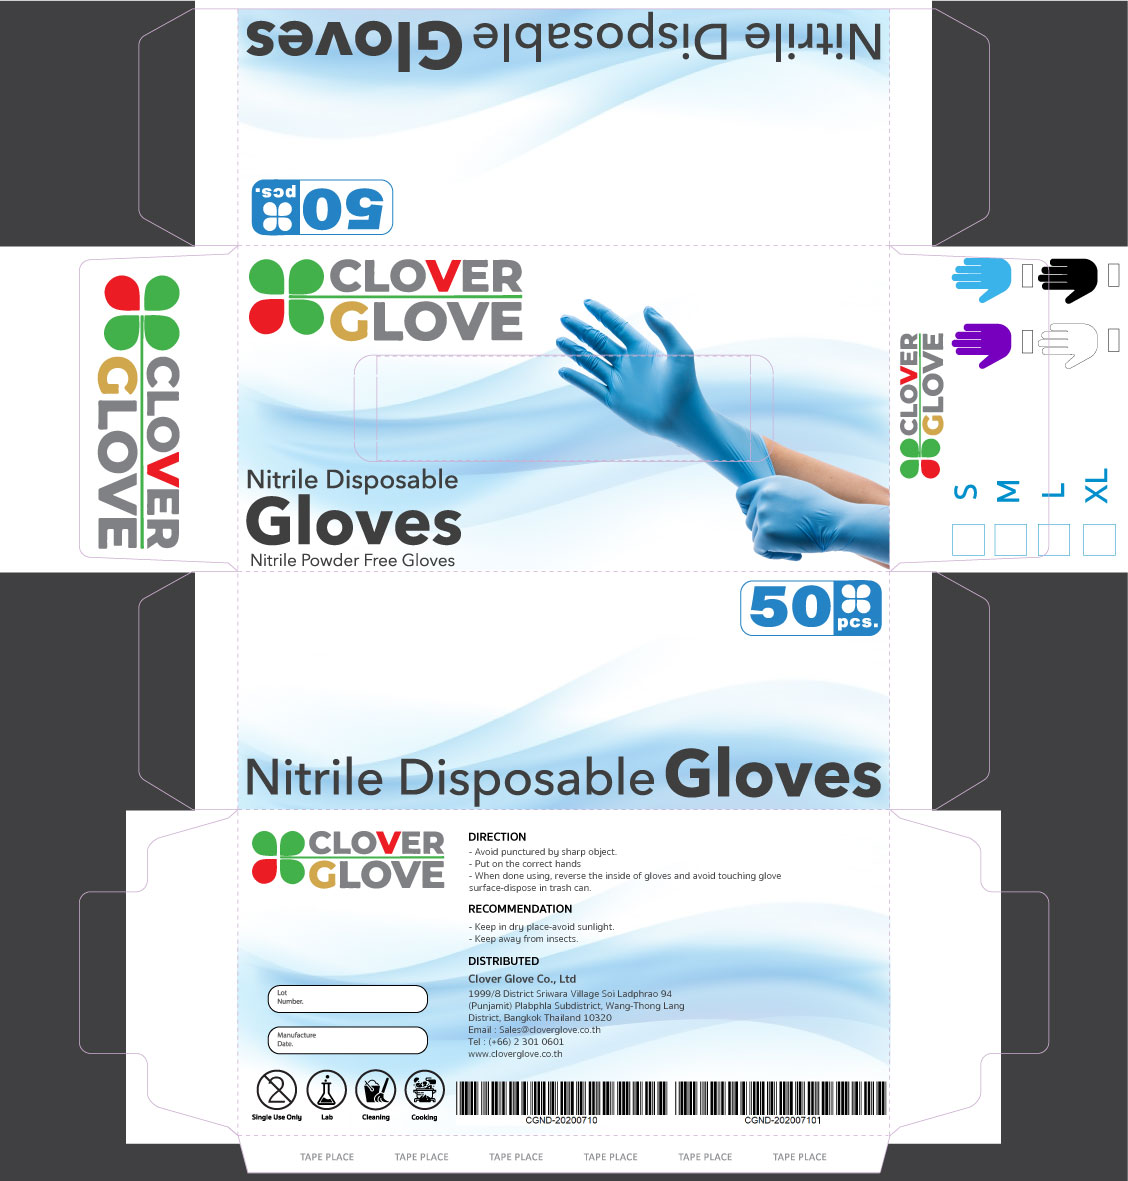 Nitrile Disposable Gloves
50 pcs.
CLOVER
GLOVE
CLOVER
GLOVE
Nitrile Disposable
Gloves
Nitrile Powder Free Gloves
CLOVER
GLOVE
S
M
L
XL
50 pcs.
Nitrile Disposable Gloves
CLOVER
GLOVE
DIRECTION
- Avoid punctured by sharp object.
- Put on the correct hands
- When done using, reverse the inside of gloves and avoid touching glove
surface-dispose in trash can.
RECOMMENDATION
- Keep in dry place-avoid sunlight.
- Keep away from insects.
DISTRIBUTED
Clover Glove Co., Ltd
1999/8 District Sriwara Village Soi Ladphrao 94
(Punjamit) Plabphla Subdistrict, Wang-Thong Lang
District, Bangkok Thailand 10320
Email : Sales@cloverglove.co.th
Tel : (+66) 2 301 0601
www.cloverglove.co.th
Lot
Number.
Manufacture
Date.
2
Single Use Only
Lab
Cleaning
Cooking
CGND-20200710
CGND-202007101
TAPE PLACE TAPE PLACE TAPE PLACE TAPE PLACE TAPE PLACE TAPE PLACE